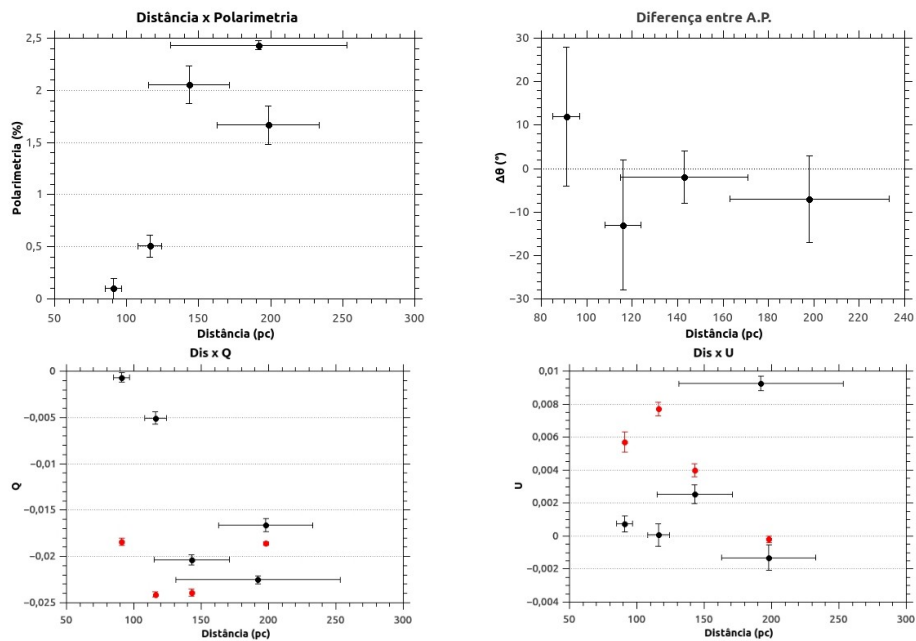 Distância x Polarimetria
2,5
2
1,5
1
0,5
0
Polarimetria (%)
50 100 150 200 250 300
Distância (pc)
Diferença entre A.P.
30
20
10
0
−10
−20
−30
Δθ (°)
80 100 120 140 160 180 200 220 240
Distância (pc)
Dis x Q
0
−0,005
−0,01
−0,015
−0,02
−0,025
Q
50 100 150 200 250 300
Distância (pc)
Dis x U
0,01
0,008
0,006
0,004
0,002
0
−0,002
−0,004
U
50 100 150 200 250 300
Distância (pc)